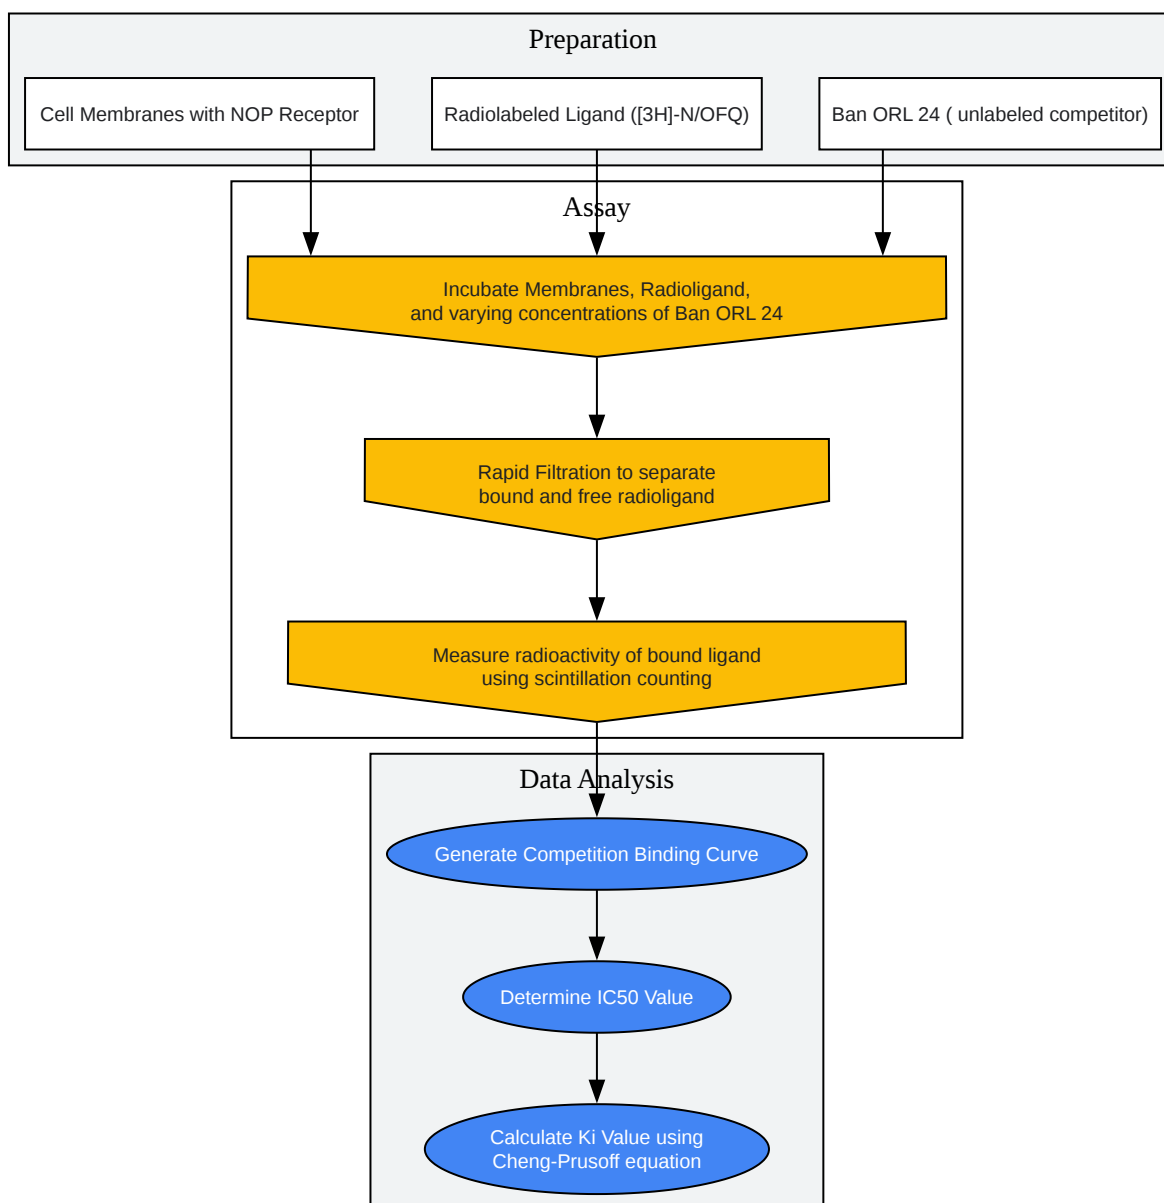 Preparation
Cell Membranes with NOP Receptor
Radiolabeled Ligand ([3H]-N/OFQ)
Ban ORL 24 ( unlabeled competitor)
Assay
Incubate Membranes, Radioligand,
and varying concentrations of Ban ORL 24
Rapid Filtration to separate
bound and free radioligand
Measure radioactivity of bound ligand
using scintillation counting
Data Analysis
Generate Competition Binding Curve
Determine IC50 Value
Calculate Ki Value using
Cheng-Prusoff equation